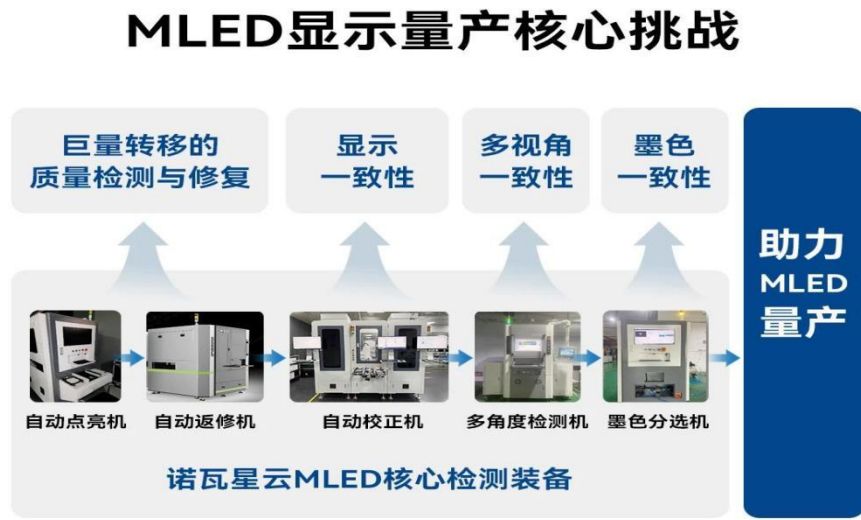 MLED显示量产核心挑战
巨量转移的
质量检测与修复
显示
一致性
多视角
一致性
墨色
一致性
助力
MLED
量产
自动点亮机
自动返修机
自动校正机
多角度检测机
墨色分选机
诺瓦星云MLED核心检测装备